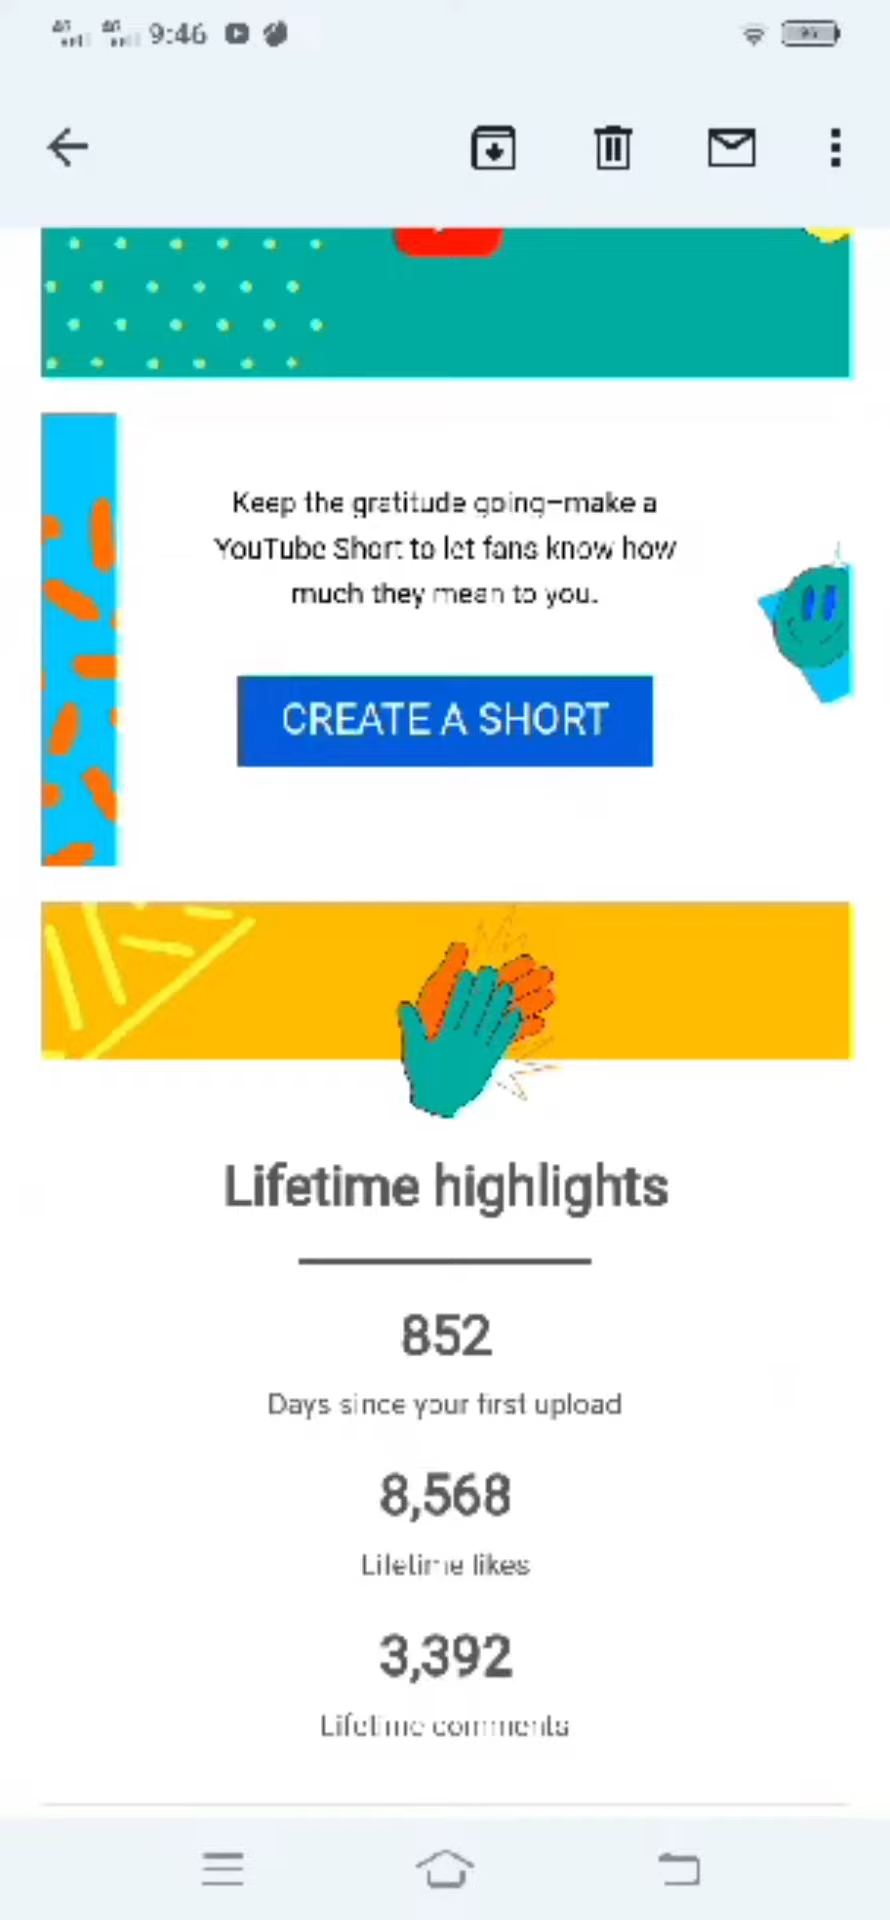 9:46
Keep the gratitude going–make a
YouTube Short to let fans know how
much they mean to you.
CREATE A SHORT
Lifetime highlights
852
Days since your first upload
8,568
Lifetime likes
3,392
Lifetime comments